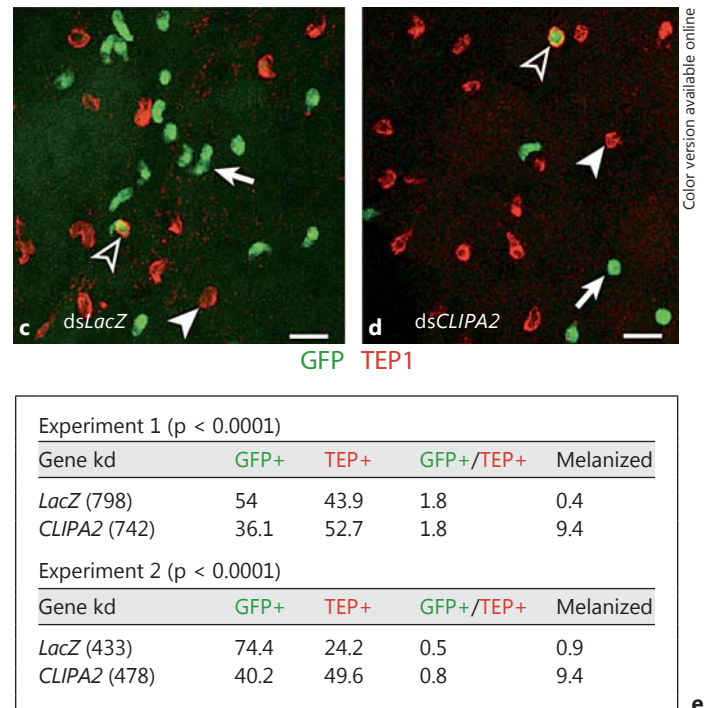 Color version available online
c dsLacZ
d dsCLIPA2
GFP TEP1
Experiment 1 (p < 0.0001)
Gene kd GFP+ TEP+ GFP+/TEP+ Melanized
LacZ (798) 54 43.9 1.8 0.4
CLIPA2 (742) 36.1 52.7 1.8 9.4
Experiment 2 (p < 0.0001)
Gene kd GFP+ TEP+ GFP+/TEP+ Melanized
LacZ (433) 74.4 24.2 0.5 0.9
CLIPA2 (478) 40.2 49.6 0.8 9.4
e